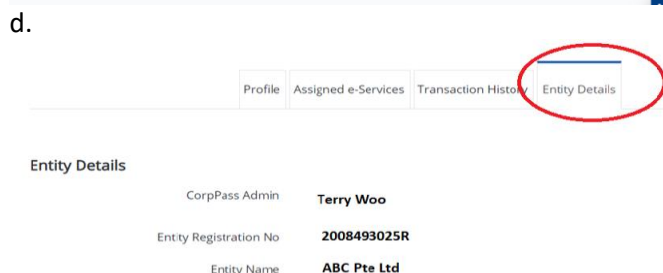 d.
Profile Assigned e-Services Transaction History Entity Details
Entity Details
CorpPass Admin Terry Woo
Entity Registration No 2008493025R
Entity Name ABC Pte Ltd